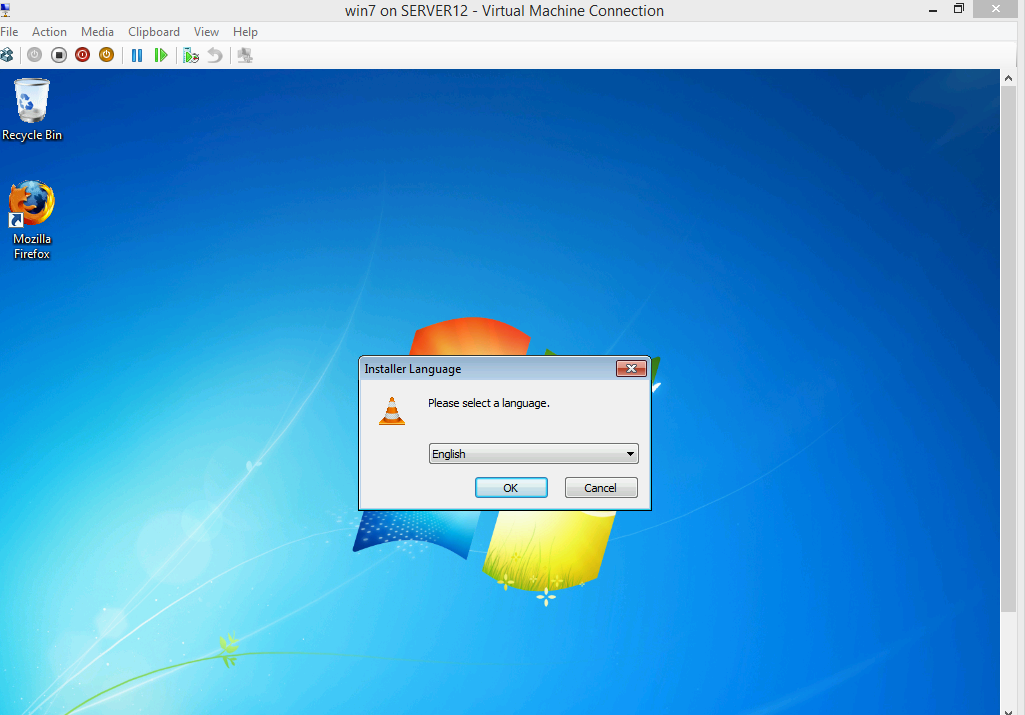 win7 on SERVER12 - Virtual Machine Connection
File Action Media Clipboard View Help
Recycle Bin
Mozilla
Firefox
Installer Language
Please select a language.
English
OK Cancel